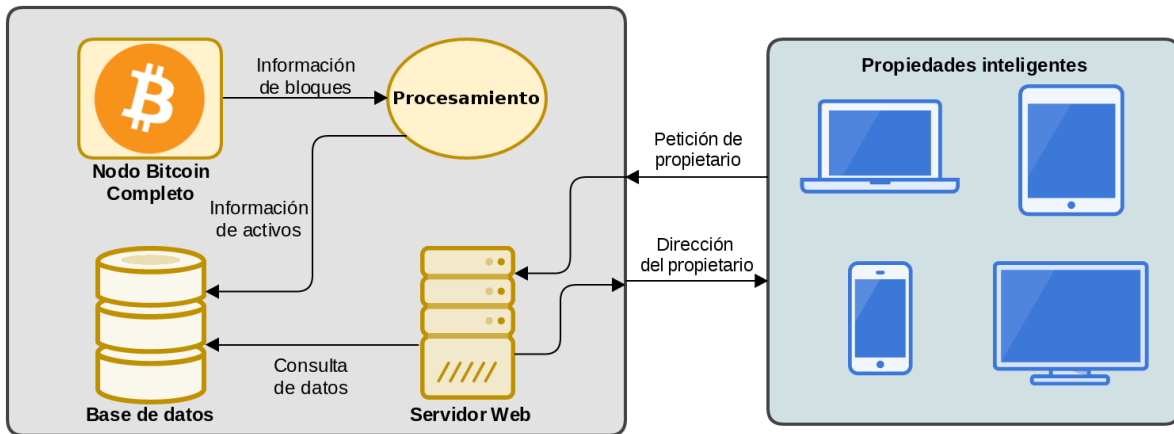 Información
de bloques
Procesamiento
Nodo Bitcoin
Completo
Información
de activos
Base de datos
Consulta
de datos
Servidor Web
Petición de
propietario
Dirección
del propietario
Propiedades inteligentes